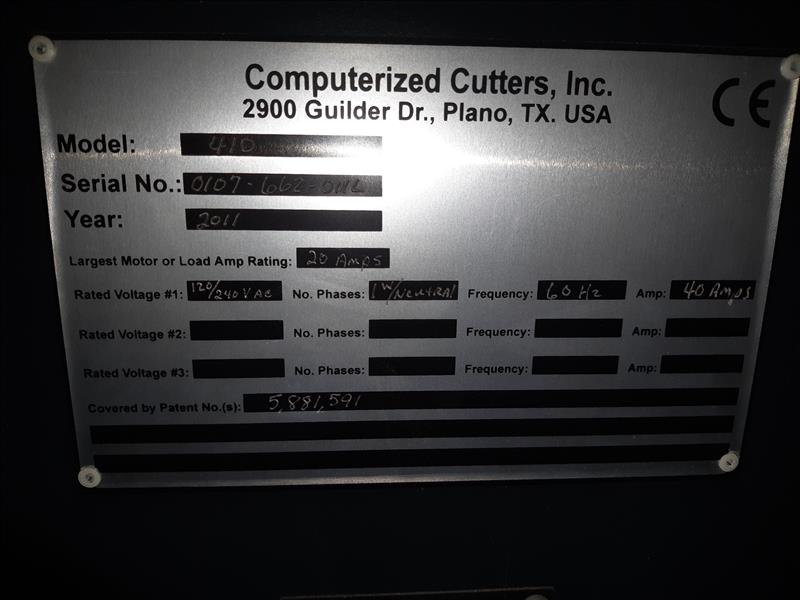 Computerized Cutters, Inc.
2900 Guilder Dr., Plano, TX. USA
CE
Model: 410
Serial No.:
Year: 2011
Largest Motor or Load Amp Rating: 20 Amps
Rated Voltage #1: 120/240 VAC No. Phases: 1 W/NEUTRAL Frequency: 60 Hz Amp: 40 Amps
Rated Voltage #2: No. Phases: Frequency: Amp:
Rated Voltage #3: No. Phases: Frequency: Amp:
Covered by Patent No.(s): 5,881,591